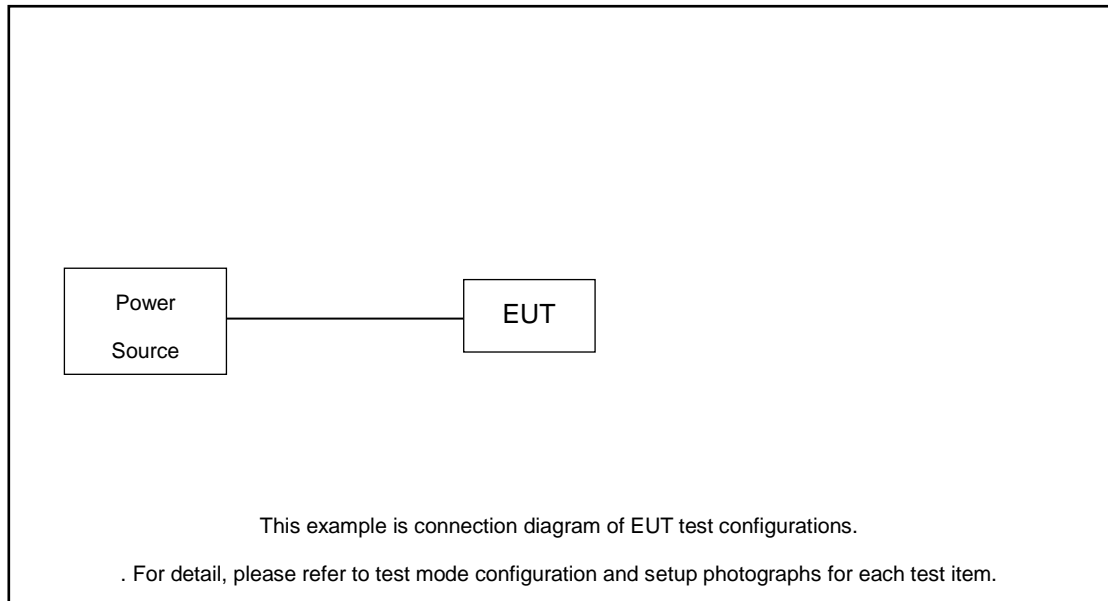 Power
Source
EUT
This example is connection diagram of EUT test configurations.
. For detail, please refer to test mode configuration and setup photographs for each test item.